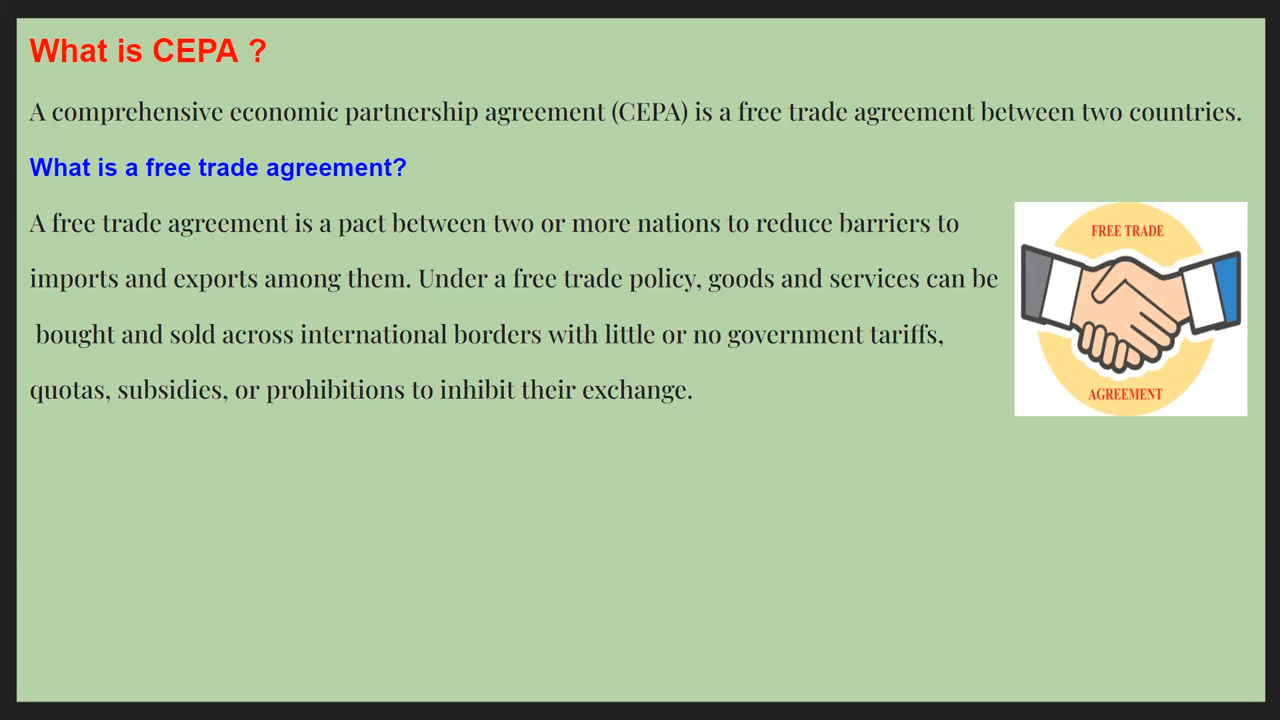 What is CEPA ?
A comprehensive economic partnership agreement (CEPA) is a free trade agreement between two countries.
What is a free trade agreement?
A free trade agreement is a pact between two or more nations to reduce barriers to
imports and exports among them. Under a free trade policy, goods and services can be
bought and sold across international borders with little or no government tariffs,
quotas, subsidies, or prohibitions to inhibit their exchange.
FREE TRADE
AGREEMENT